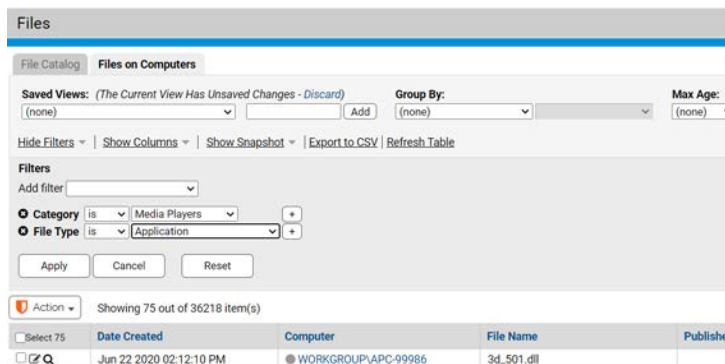 Files
File Catalog Files on Computers
Saved Views: (The Current View Has Unsaved Changes - Discard) Group By: Max Age:
(none) Add (none) (none)
Hide Filters | Show Columns | Show Snapshot | Export to CSV | Refresh Table
Filters
Add filter
Category is Media Players +
File Type is Application +
Apply Cancel Reset
Action Showing 75 out of 36218 item(s)
Select 75 Date Created Computer File Name Publishe
Jun 22 2020 02:12:10 PM WORKGROUP\APC-99986 3d_501.dll